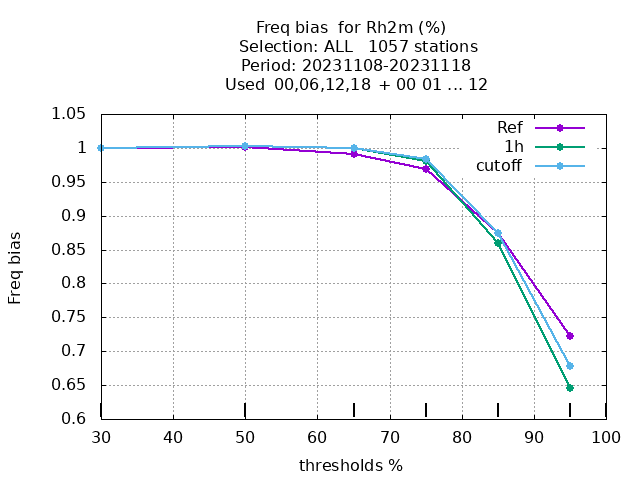 Freq bias  for Rh2m (%)
Selection: ALL   1057 stations
Period: 20231108-20231118
Used  00,06,12,18  + 00 01 ... 12
Ref
1h
cutoff
1.05
1
0.95
0.9
0.85
0.8
0.75
0.7
0.65
0.6
Freq bias
30 40 50 60 70 80 90 100
thresholds %